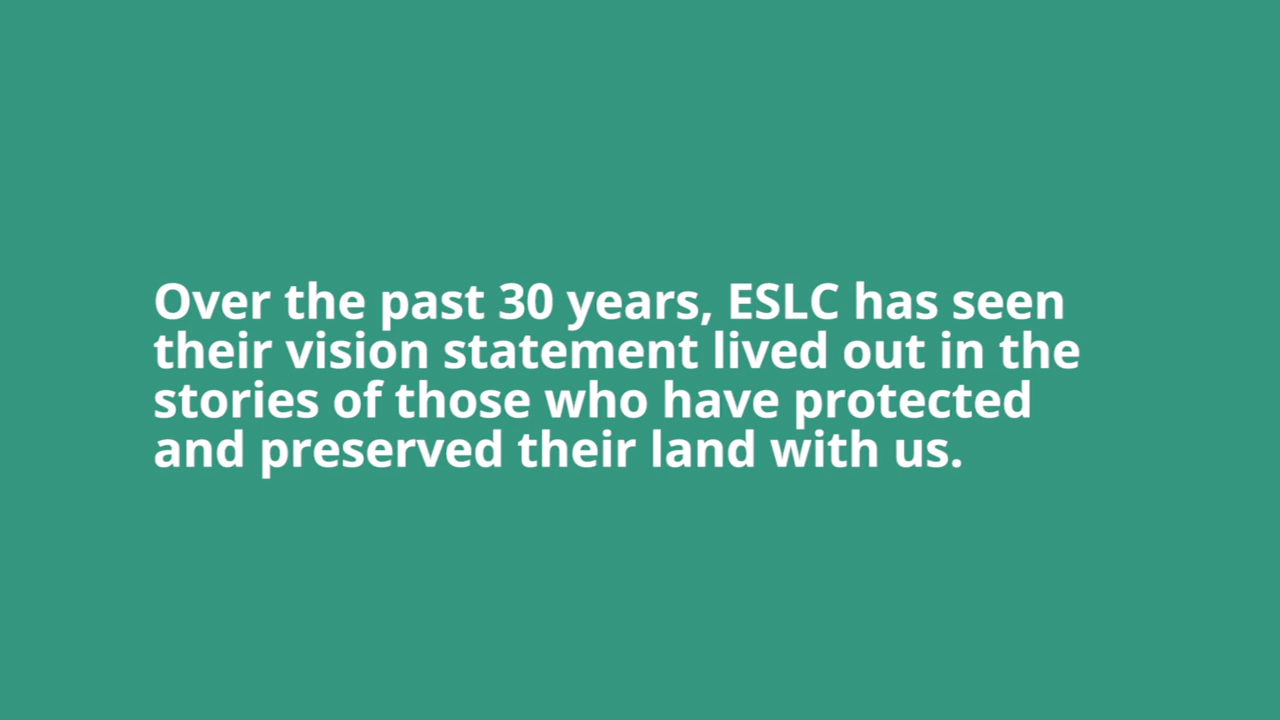 Over the past 30 years, ESLC has seen
their vision statement lived out in the
stories of those who have protected
and preserved their land with us.